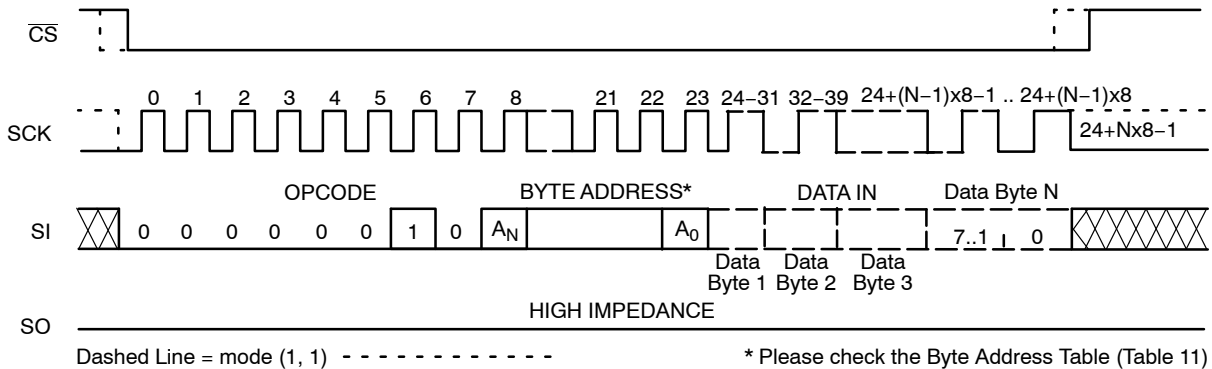 CS
SCK
0 1 2 3 4 5 6 7 8 21 22 23 24–31 32–39 24+(N–1)x8–1 .. 24+(N–1)x8
24+Nx8–1
OPCODE BYTE ADDRESS* DATA IN Data Byte N
SI 0 0 0 0 0 0 1 0 AN A0 7..1 0
Data Byte 1
Data Byte 2
Data Byte 3
HIGH IMPEDANCE
SO
Dashed Line = mode (1, 1) - - - - - - - - - - - -
* Please check the Byte Address Table (Table 11)